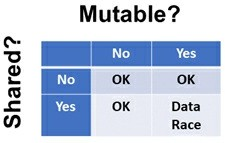 Mutable?
Shared?
No Yes
No OK OK
Yes OK Data
Race